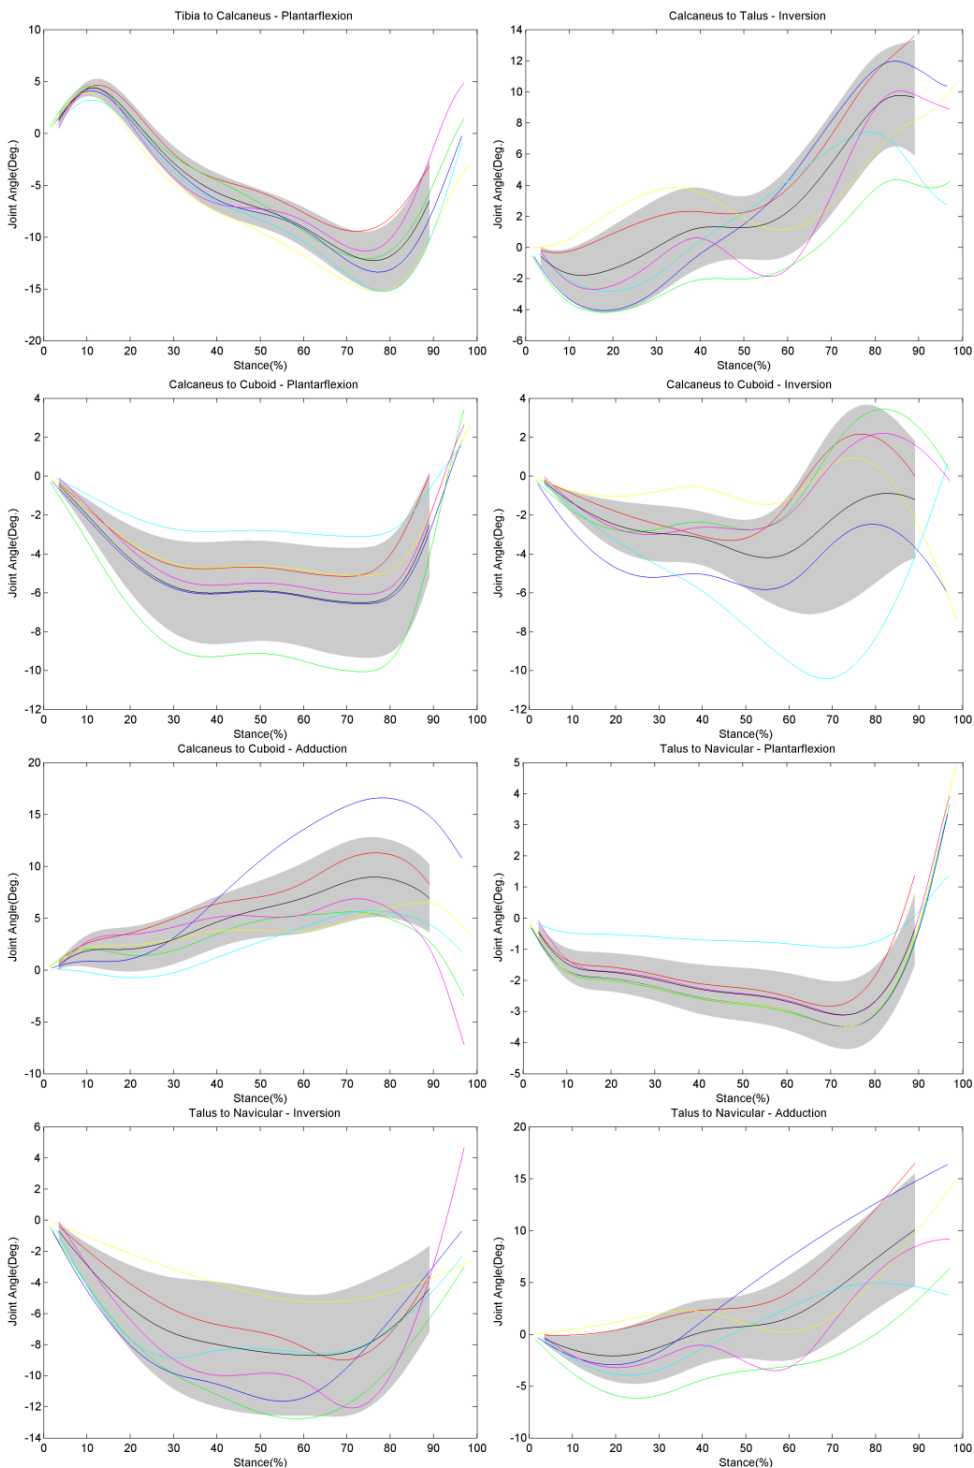 Tibia to Calcaneus - Plantarflexion
10
5
0
-5
-10
-15
-20
Joint Angle(Deg.)
0 10 20 30 40 50 60 70 80 90 100
Stance(%)
Calcaneus to Talus - Inversion
14
12
10
8
6
4
2
0
-2
-4
-6
Joint Angle(Deg.)
0 10 20 30 40 50 60 70 80 90 100
Stance(%)
Calcaneus to Cuboid - Plantarflexion
4
2
0
-2
-4
-6
-8
-10
-12
Joint Angle(Deg.)
0 10 20 30 40 50 60 70 80 90 100
Stance(%)
Calcaneus to Cuboid - Inversion
4
2
0
-2
-4
-6
-8
-10
-12
Joint Angle(Deg.)
0 10 20 30 40 50 60 70 80 90 100
Stance(%)
Calcaneus to Cuboid - Adduction
20
15
10
5
0
-5
-10
Joint Angle(Deg.)
0 10 20 30 40 50 60 70 80 90 100
Stance(%)
Talus to Navicular - Plantarflexion
5
4
3
2
1
0
-1
-2
-3
-4
-5
Joint Angle(Deg.)
0 10 20 30 40 50 60 70 80 90 100
Stance(%)
Talus to Navicular - Inversion
6
4
2
0
-2
-4
-6
-8
-10
-12
-14
Joint Angle(Deg.)
0 10 20 30 40 50 60 70 80 90 100
Stance(%)
Talus to Navicular - Adduction
20
15
10
5
0
-5
-10
Joint Angle(Deg.)
0 10 20 30 40 50 60 70 80 90 100
Stance(%)